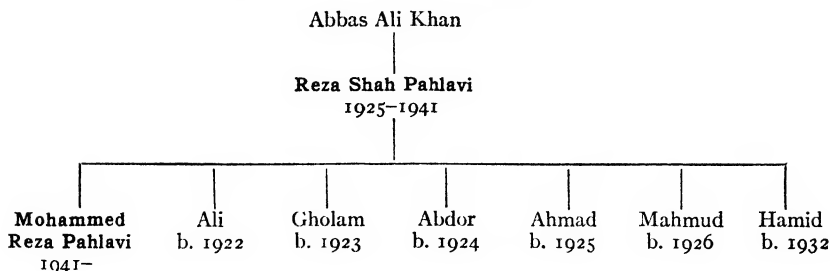 Abbas Ali Khan
Reza Shah Pahlavi
1925–1941
Mohammed Ali Gholam Abdor Ahmad Mahmud Hamid
Reza Pahlavi b. 1922 b. 1923 b. 1924 b. 1925 b. 1926 b. 1932
1941–